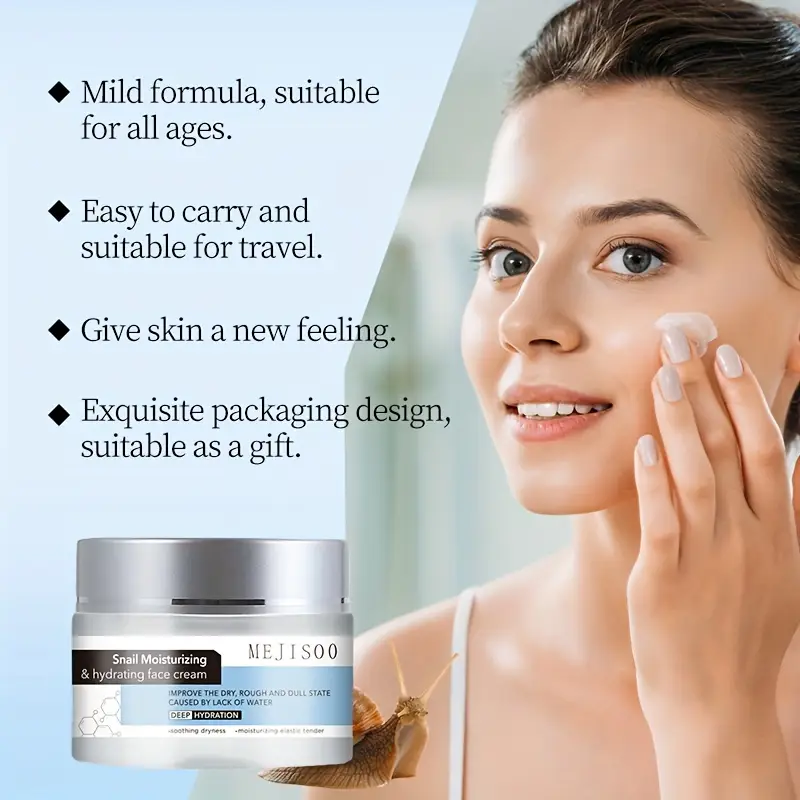 ◆ Mild formula, suitable
for all ages.
◆ Easy to carry and
suitable for travel.
◆ Give skin a new feeling.
◆ Exquisite packaging design,
suitable as a gift.
Snail Moisturizing
& hydrating face cream
MEJISOO
IMPROVE THE DRY, ROUGH AND DULL STATE
CAUSED BY LACK OF WATER
DEEP HYDRATION
•soothing dryness •moisturizing elastic tender